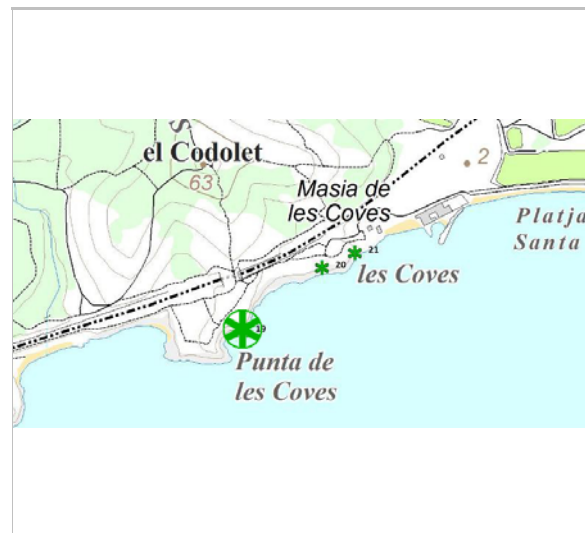 S
el Codolet
63
2
Masia de
les Coves
Platja
Santa
21
20
les Coves
19
Punta de
les Coves